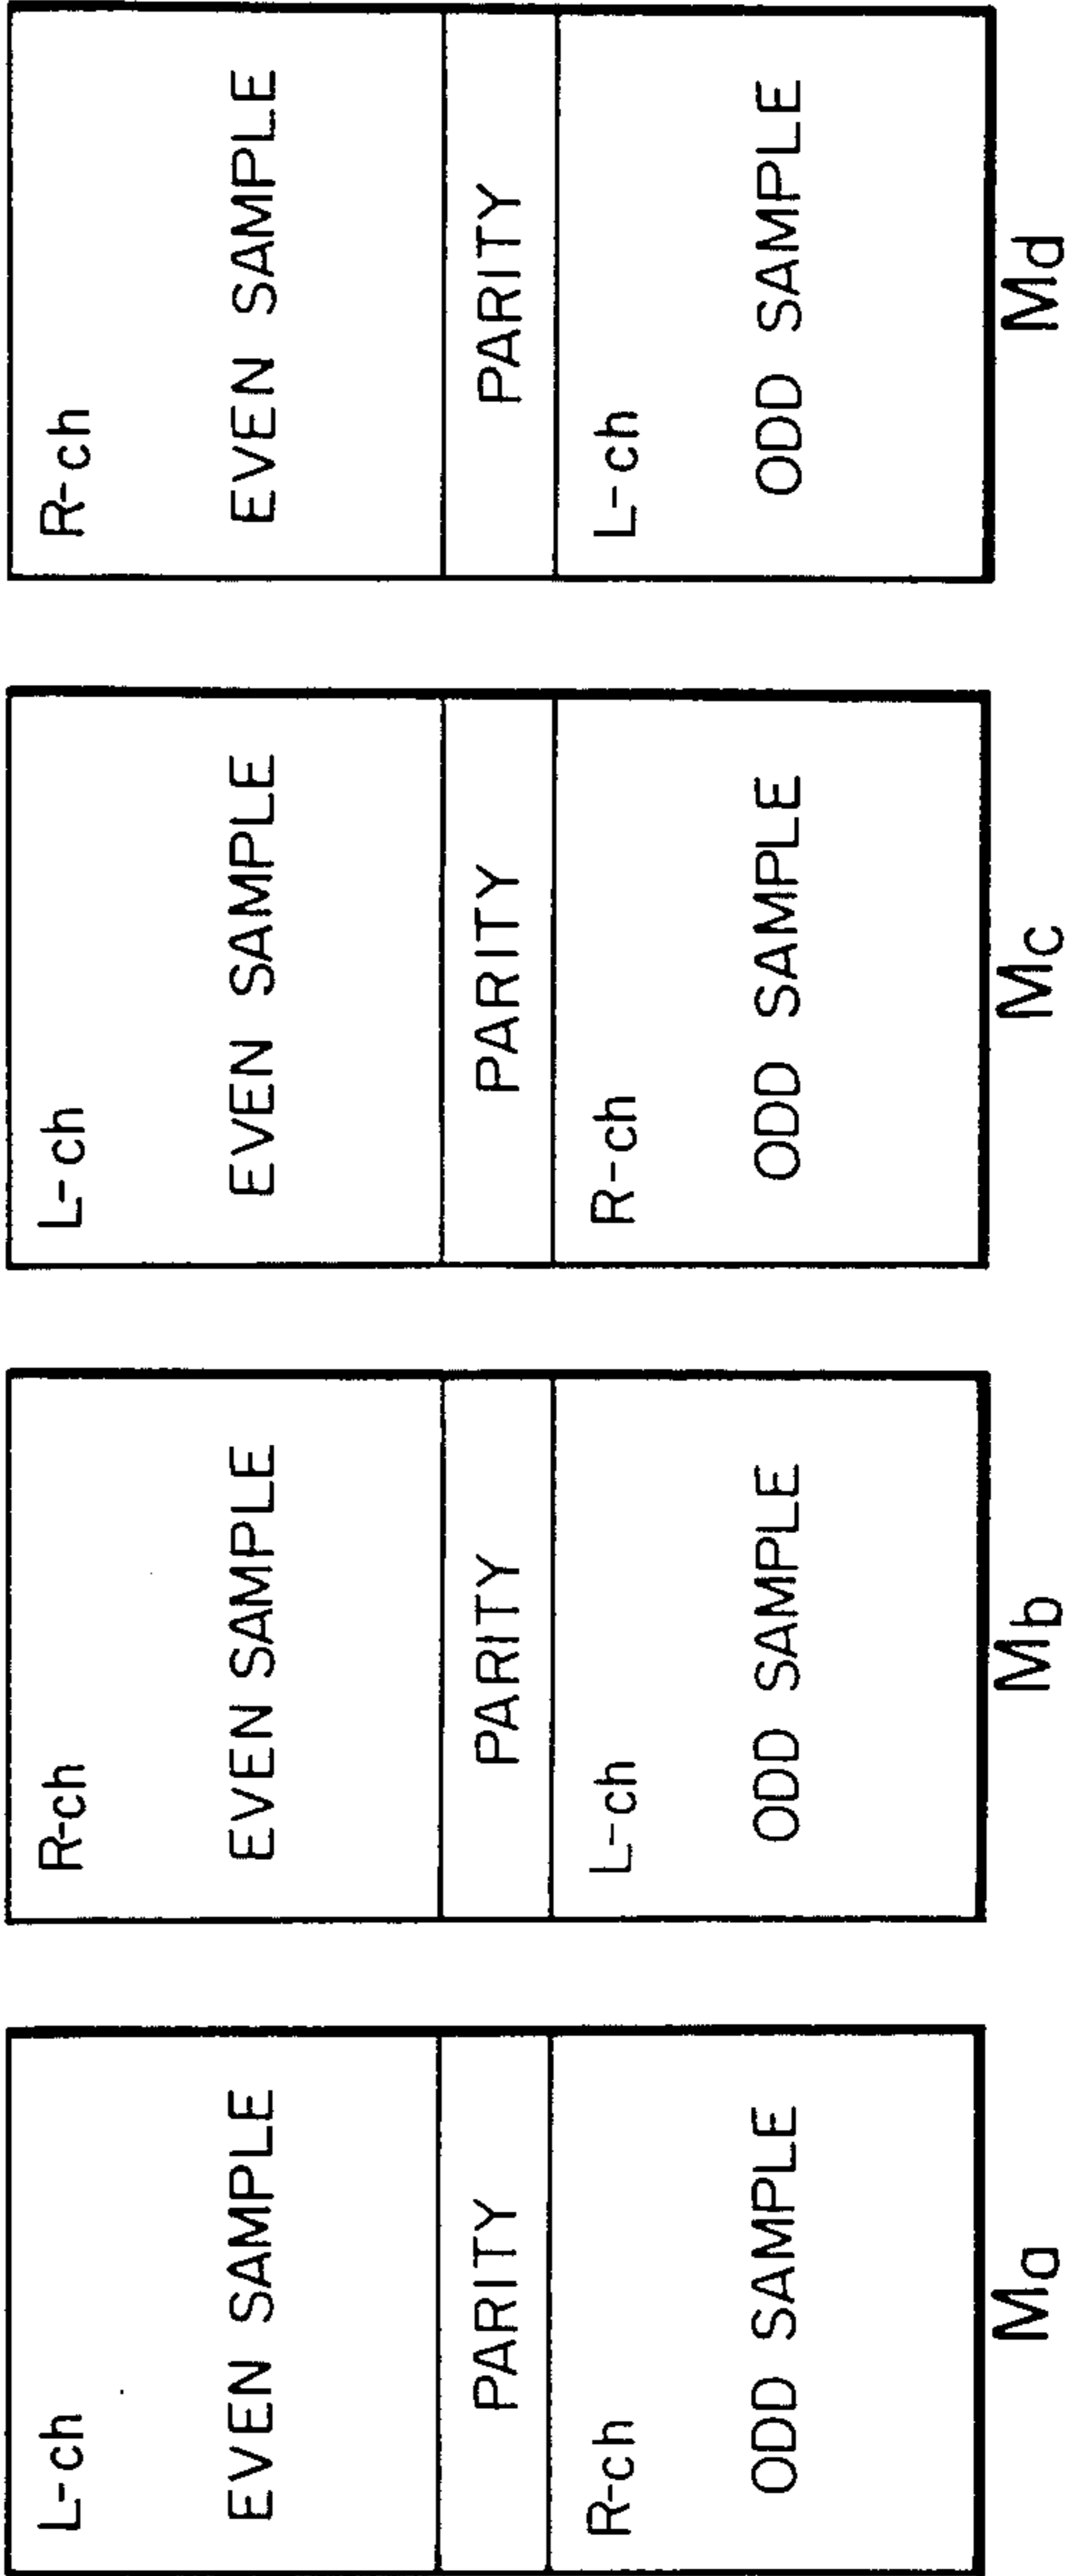 L-ch
EVEN SAMPLE
PARITY
R-ch
ODD SAMPLE
Ma
R-ch
EVEN SAMPLE
PARITY
L-ch
ODD SAMPLE
Mb
L-ch
EVEN SAMPLE
PARITY
R-ch
ODD SAMPLE
Mc
R-ch
EVEN SAMPLE
PARITY
L-ch
ODD SAMPLE
Md